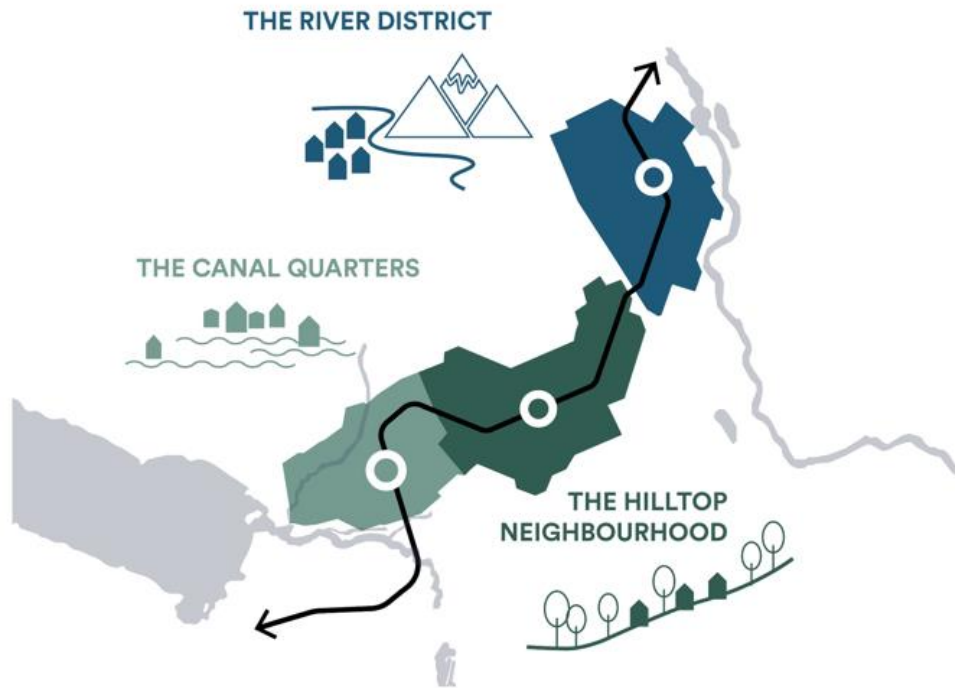 THE RIVER DISTRICT
THE CANAL QUARTERS
THE HILLTOP
NEIGHBOURHOOD